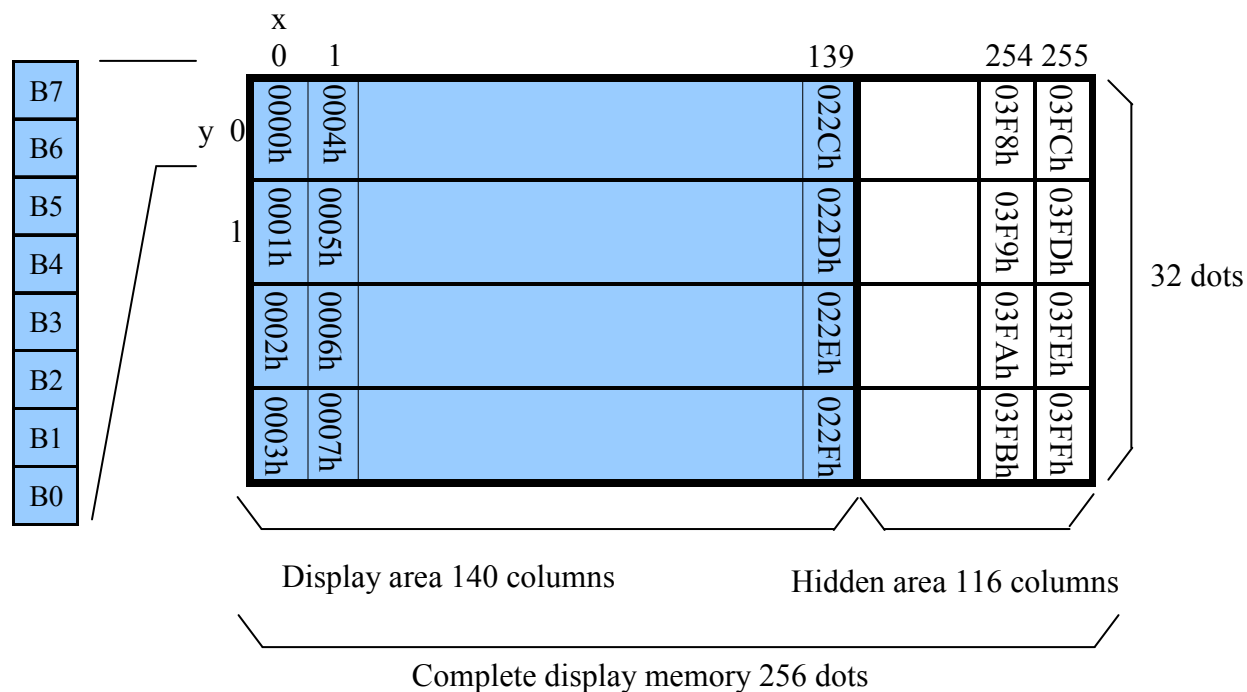 x
0 1 139 254 255
B7
B6
B5
B4
B3
B2
B1
B0
y 0
1
0000h 0004h 022Ch 03F8h 03FCh
0001h 0005h 022Dh 03F9h 03FDh
0002h 0006h 022Eh 03FAh 03FEh
0003h 0007h 022Fh 03FBh 03FFh
32 dots
Display area 140 columns Hidden area 116 columns
Complete display memory 256 dots